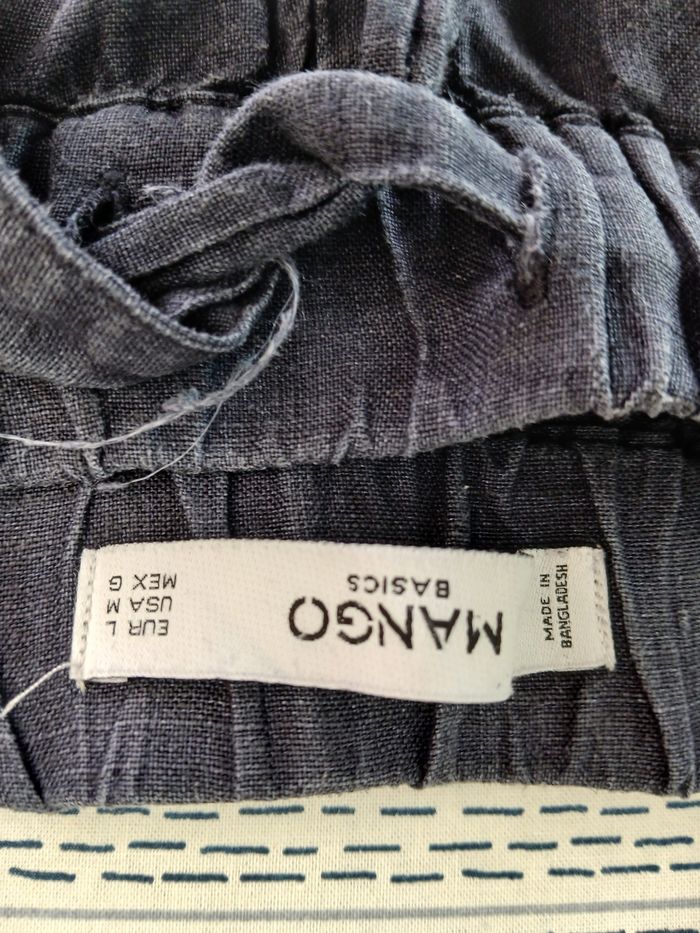 MANGO
BASICS
EUR L
USA M
MEX G
MADE IN
BANGLADESH